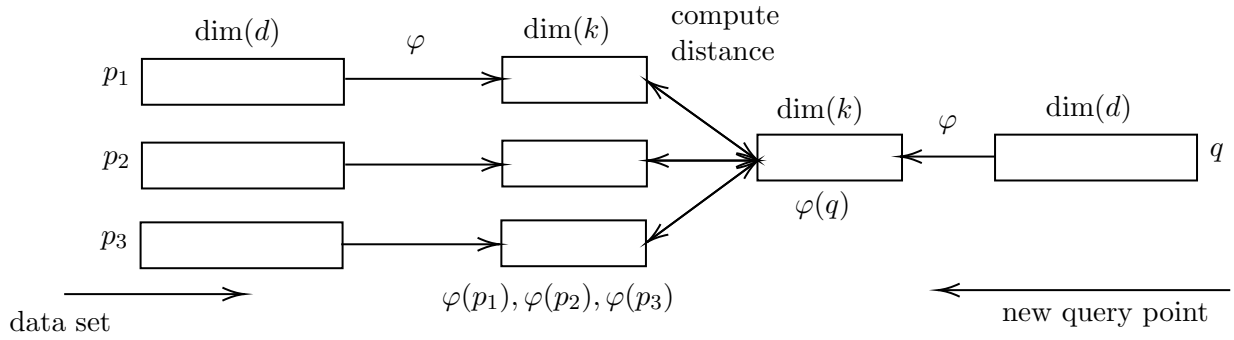 dim(d)
φ
dim(k)
compute
distance
p₁
dim(k)
φ
dim(d)
p₂
q
φ(q)
p₃
φ(p₁), φ(p₂), φ(p₃)
data set
new query point